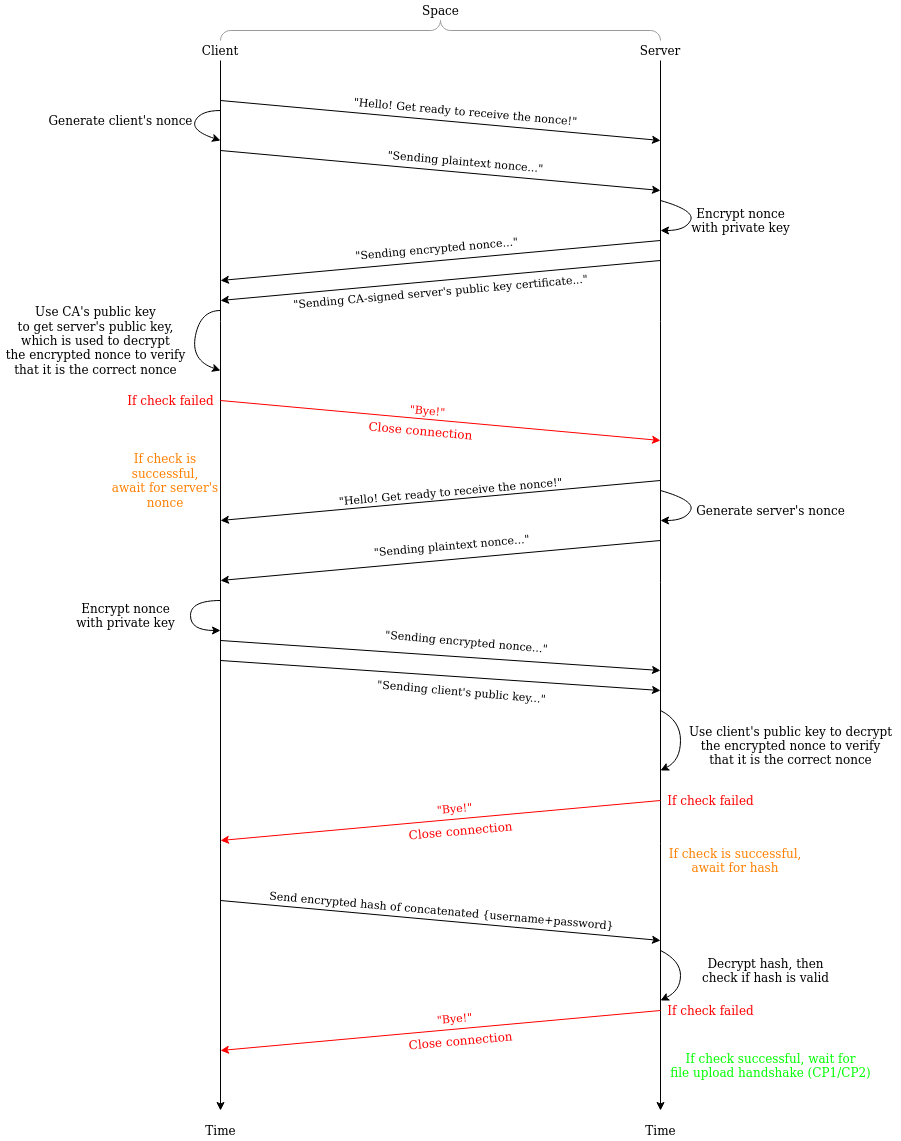 Space
Client
Server
"Hello! Get ready to receive the nonce!"
Generate client's nonce
"Sending plaintext nonce..."
Encrypt nonce
with private key
"Sending encrypted nonce..."
"Sending CA-signed server's public key certificate..."
Use CA's public key
to get server's public key,
which is used to decrypt
the encrypted nonce to verify
that it is the correct nonce
If check failed
"Bye!"
Close connection
If check is
successful,
await for server's
nonce
"Hello! Get ready to receive the nonce!"
Generate server's nonce
"Sending plaintext nonce..."
Encrypt nonce
with private key
"Sending encrypted nonce..."
"Sending client's public key..."
Use client's public key to decrypt
the encrypted nonce to verify
that it is the correct nonce
If check failed
"Bye!"
Close connection
If check is successful,
await for hash
Send encrypted hash of concatenated {username+password}
Decrypt hash, then
check if hash is valid
If check failed
"Bye!"
Close connection
If check successful, wait for
file upload handshake (CP1/CP2)
Time
Time